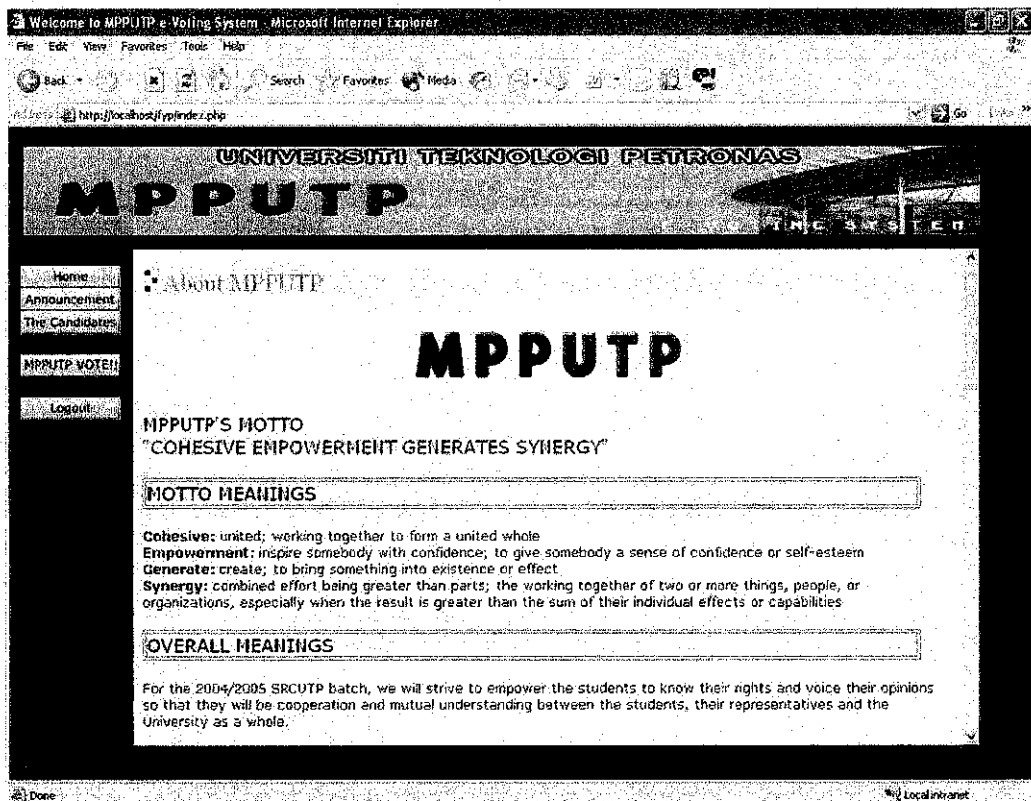 Welcome to MPPUTP e-Voting System - Microsoft Internet Explorer
File Edit View Favorites Tools Help
Back Search Favorites Media
Address http://localhost/fyp/index.php Go Links
UNIVERSITI TEKNOLOGI PETRONAS
MPPUTP
SYSTEM
Home
Announcement
The Candidates
MPPUTP VOTE!!
Logout
About MPPUTP
MPPUTP
MPPUTP'S MOTTO
"COHESIVE EMPOWERMENT GENERATES SYNERGY"
MOTTO MEANINGS
Cohesive: united; working together to form a united whole
Empowerment: inspire somebody with confidence; to give somebody a sense of confidence or self-esteem
Generate: create; to bring something into existence or effect
Synergy: combined effort being greater than parts; the working together of two or more things, people, or
organizations, especially when the result is greater than the sum of their individual effects or capabilities
OVERALL MEANINGS
For the 2004/2005 SRCUTP batch, we will strive to empower the students to know their rights and voice their opinions
so that they will be cooperation and mutual understanding between the students, their representatives and the
University as a whole.
Done
Local intranet